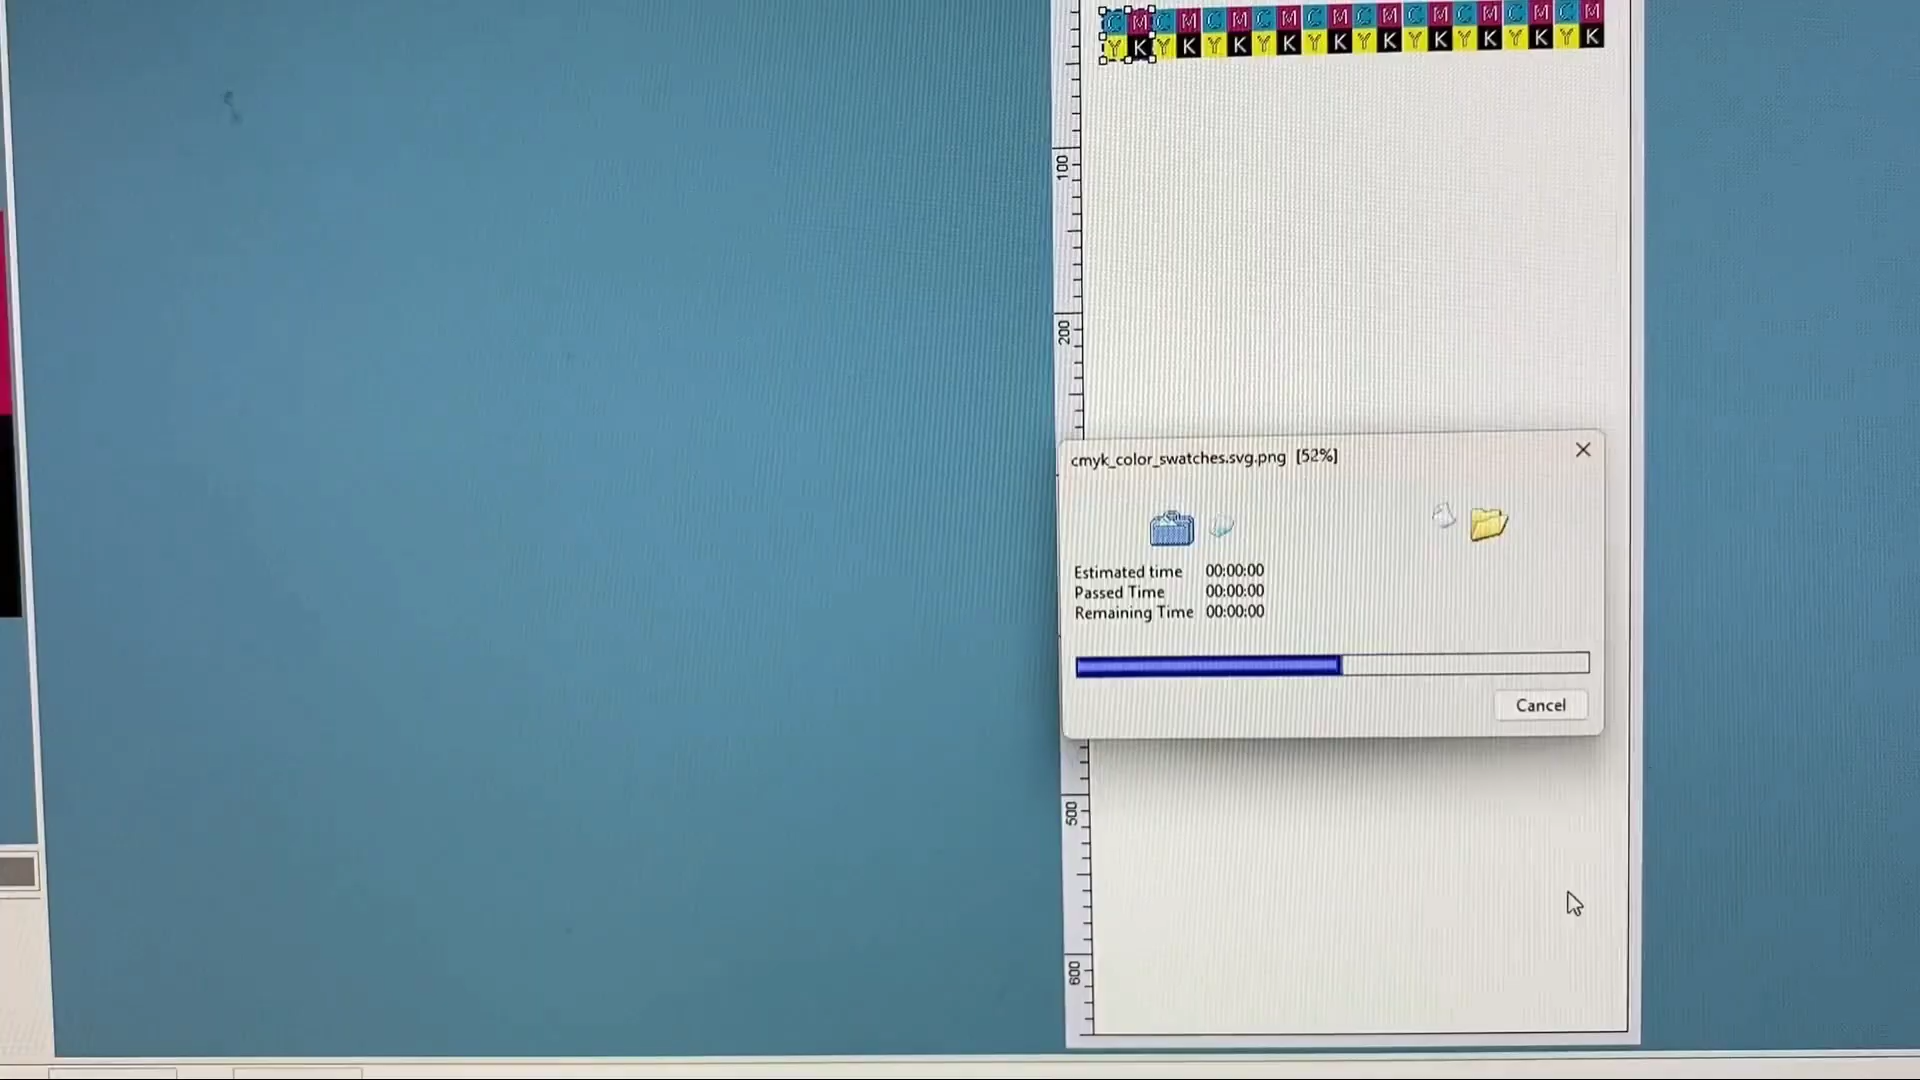 C M C M C M C M C M C M C M C M C M C M
Y K Y K Y K Y K Y K Y K Y K Y K Y K Y K
100
200
cmyk_color_swatches.svg.png [52%]
Estimated time 00:00:00
Passed Time 00:00:00
Remaining Time 00:00:00
Cancel
500
600